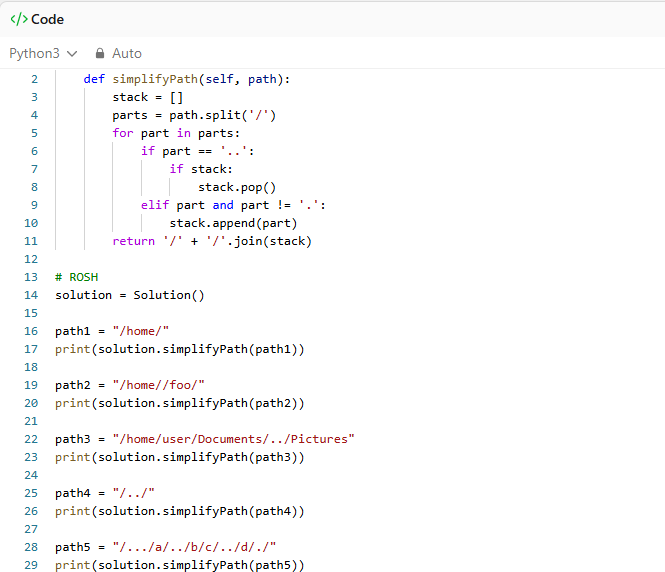 </> Code
Python3 Auto
2 def simplifyPath(self, path):
3 stack = []
4 parts = path.split('/')
5 for part in parts:
6 if part == '..':
7 if stack:
8 stack.pop()
9 elif part and part != '.':
10 stack.append(part)
11 return '/' + '/'.join(stack)
12
13 # ROSH
14 solution = Solution()
15
16 path1 = "/home/"
17 print(solution.simplifyPath(path1))
18
19 path2 = "/home//foo/"
20 print(solution.simplifyPath(path2))
21
22 path3 = "/home/user/Documents/../Pictures"
23 print(solution.simplifyPath(path3))
24
25 path4 = "/../"
26 print(solution.simplifyPath(path4))
27
28 path5 = "/.../a/../b/c/../d/./"
29 print(solution.simplifyPath(path5))